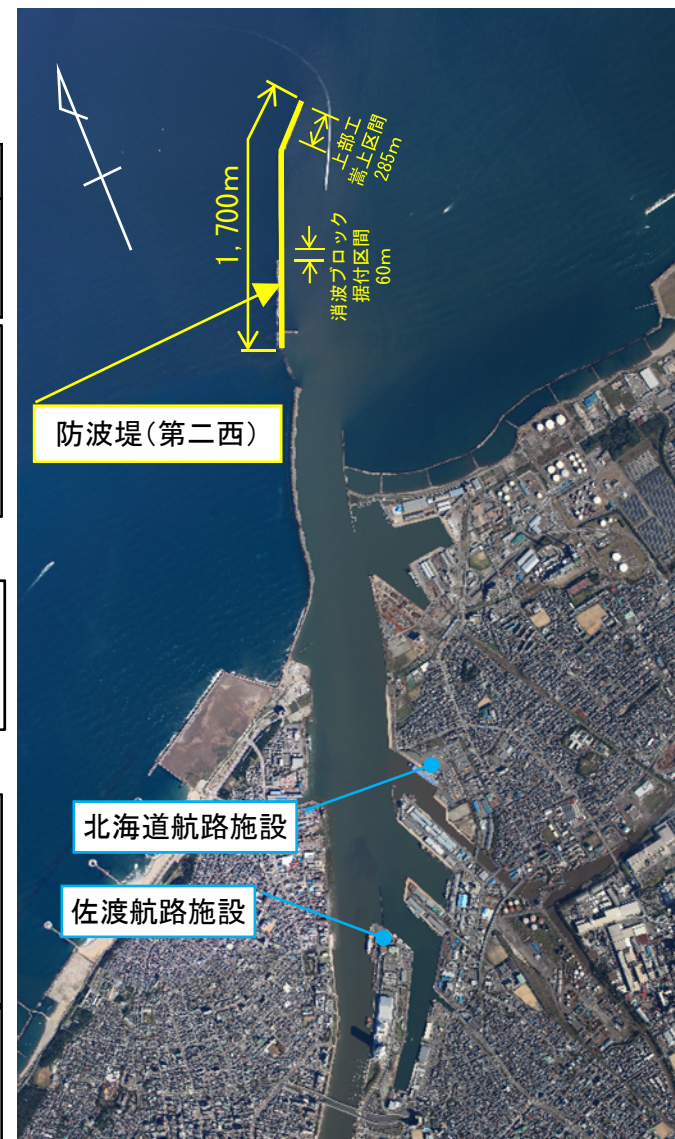 1,700m
上部工
嵩上区間
285m
消波ブロック
据付区間
60m
防波堤(第二西)
北海道航路施設
佐渡航路施設